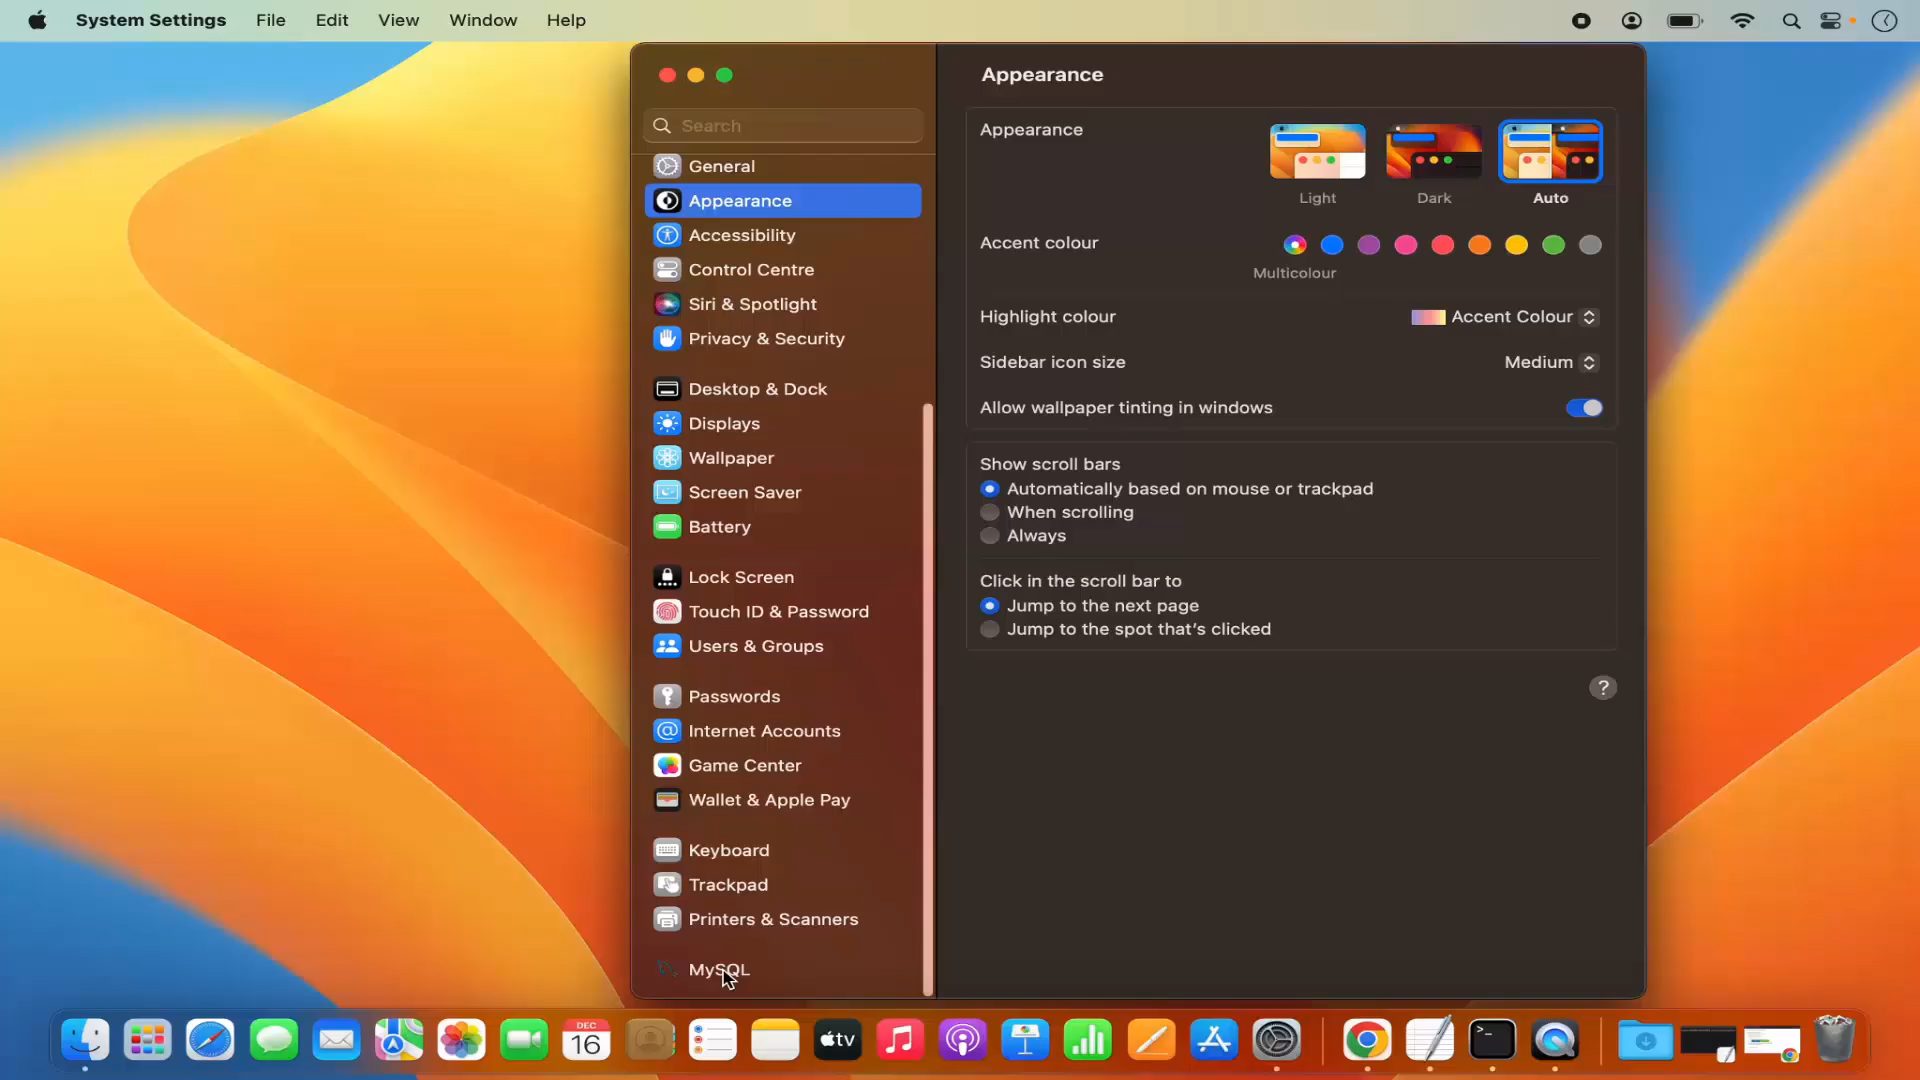 System Settings File Edit View Window Help
Search
General
Appearance
Accessibility
Control Centre
Siri & Spotlight
Privacy & Security
Desktop & Dock
Displays
Wallpaper
Screen Saver
Battery
Lock Screen
Touch ID & Password
Users & Groups
Passwords
Internet Accounts
Game Center
Wallet & Apple Pay
Keyboard
Trackpad
Printers & Scanners
MySQL
Appearance
Appearance
Light Dark Auto
Accent colour
Multicolour
Highlight colour Accent Colour
Sidebar icon size Medium
Allow wallpaper tinting in windows
Show scroll bars
Automatically based on mouse or trackpad
When scrolling
Always
Click in the scroll bar to
Jump to the next page
Jump to the spot that's clicked
?
DEC
16
tv